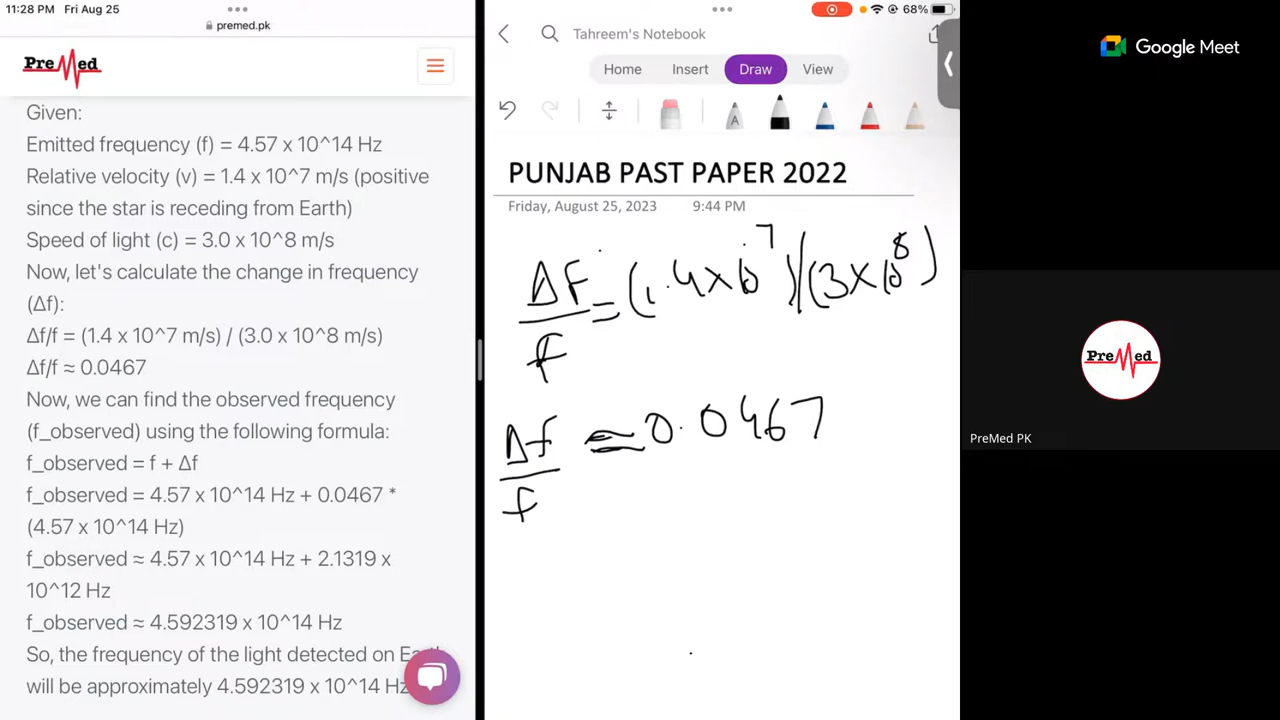 11:28 PM Fri Aug 25
premed.pk
PreMed
Given:
Emitted frequency (f) = 4.57 x 10^14 Hz
Relative velocity (v) = 1.4 x 10^7 m/s (positive
since the star is receding from Earth)
Speed of light (c) = 3.0 x 10^8 m/s
Now, let's calculate the change in frequency
(Δf):
Δf/f = (1.4 x 10^7 m/s) / (3.0 x 10^8 m/s)
Δf/f ≈ 0.0467
Now, we can find the observed frequency
(f_observed) using the following formula:
f_observed = f + Δf
f_observed = 4.57 x 10^14 Hz + 0.0467 *
(4.57 x 10^14 Hz)
f_observed ≈ 4.57 x 10^14 Hz + 2.1319 x
10^12 Hz
f_observed ≈ 4.592319 x 10^14 Hz
So, the frequency of the light detected on
will be approximately 4.592319 x 10^14 Hz
68%
Tahreem's Notebook
Home Insert Draw View
A
PUNJAB PAST PAPER 2022
Friday, August 25, 2023 9:44 PM
ΔF/f = (1.4×10^7)/(3×10^8)
Δf/f ≈ 0.0467
Google Meet
PreMed
PreMed PK